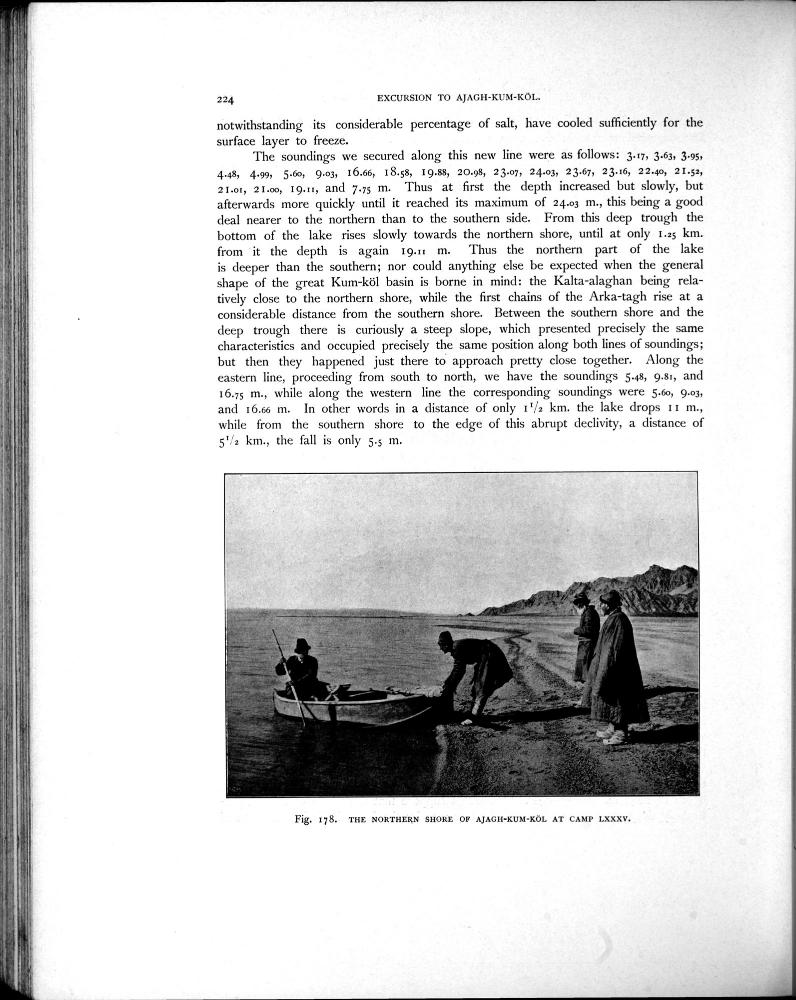 224
EXCURSION TO AJAGH-KUM-KÖL.
notwithstanding its considerable percentage of salt, have cooled sufficiently for the
surface layer to freeze.
The soundings we secured along this new line were as follows: 3.17, 3.63, 3.95,
4.48, 4.99, 5.60, 9.03, 16.66, 18.58, 19.88, 20.98, 23.07, 24.03, 23.67, 23.16, 22.40, 21.52,
21.01, 21.00, 19.11, and 7.75 m. Thus at first the depth increased but slowly, but
afterwards more quickly until it reached its maximum of 24.03 m., this being a good
deal nearer to the northern than to the southern side. From this deep trough the
bottom of the lake rises slowly towards the northern shore, until at only 1.25 km.
from it the depth is again 19.11 m. Thus the northern part of the lake
is deeper than the southern; nor could anything else be expected when the general
shape of the great Kum-köl basin is borne in mind: the Kalta-alaghan being rela-
tively close to the northern shore, while the first chains of the Arka-tagh rise at a
considerable distance from the southern shore. Between the southern shore and the
deep trough there is curiously a steep slope, which presented precisely the same
characteristics and occupied precisely the same position along both lines of soundings;
but then they happened just there to approach pretty close together. Along the
eastern line, proceeding from south to north, we have the soundings 5.48, 9.81, and
16.75 m., while along the western line the corresponding soundings were 5.60, 9.03,
and 16.66 m. In other words in a distance of only 1 1/2 km. the lake drops 11 m.,
while from the southern shore to the edge of this abrupt declivity, a distance of
5 1/2 km., the fall is only 5.5 m.
Fig. 178. THE NORTHERN SHORE OF AJAGH-KUM-KÖL AT CAMP LXXXV.